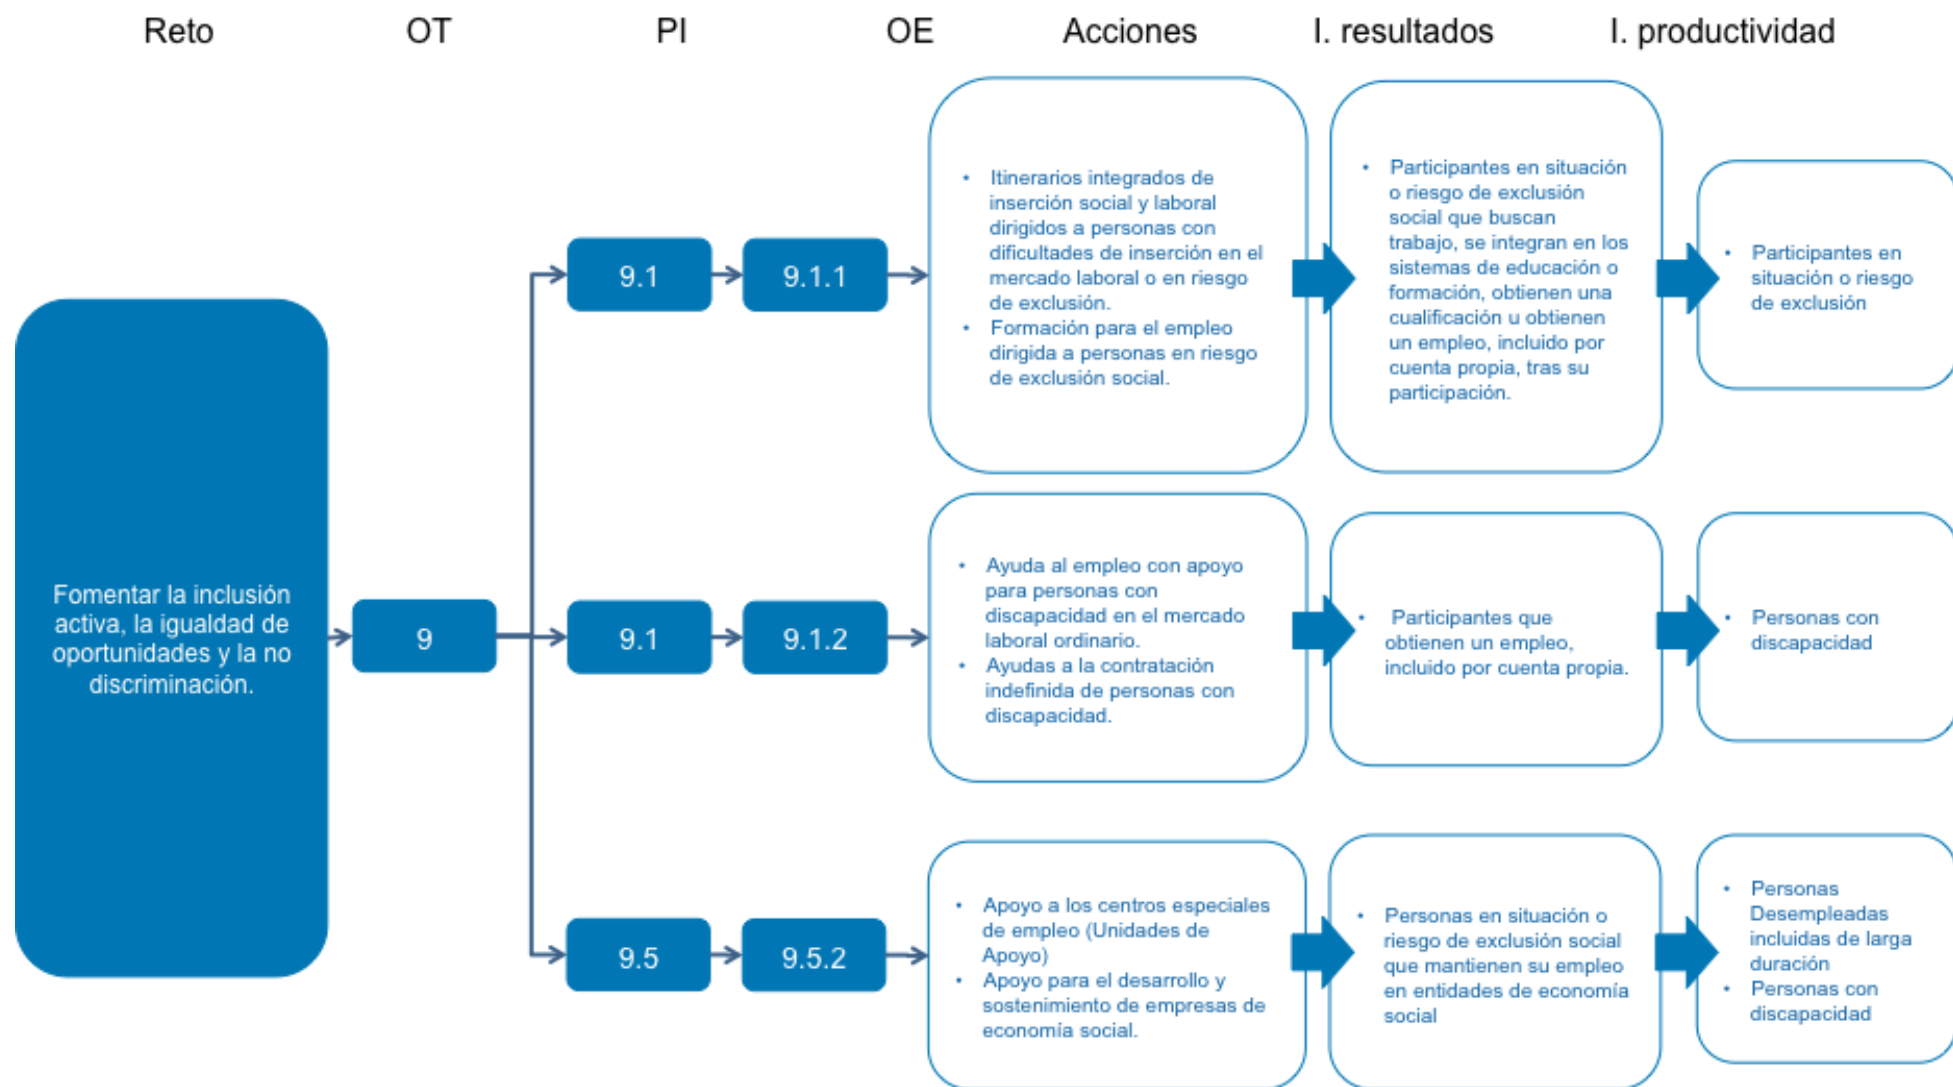 Reto
OT
PI
OE
Acciones
I. resultados
I. productividad
Fomentar la inclusión
activa, la igualdad de
oportunidades y la no
discriminación.
9
9.1
9.1.1
• Itinerarios integrados de
inserción social y laboral
dirigidos a personas con
dificultades de inserción en el
mercado laboral o en riesgo
de exclusión.
• Formación para el empleo
dirigida a personas en riesgo
de exclusión social.
• Participantes en situación
o riesgo de exclusión
social que buscan
trabajo, se integran en los
sistemas de educación o
formación, obtienen una
cualificación u obtienen
un empleo, incluido por
cuenta propia, tras su
participación.
• Participantes en
situación o riesgo
de exclusión
9.1
9.1.2
• Ayuda al empleo con apoyo
para personas con
discapacidad en el mercado
laboral ordinario.
• Ayudas a la contratación
indefinida de personas con
discapacidad.
• Participantes que
obtienen un empleo,
incluido por cuenta propia.
• Personas con
discapacidad
9.5
9.5.2
• Apoyo a los centros especiales
de empleo (Unidades de
Apoyo)
• Apoyo para el desarrollo y
sostenimiento de empresas de
economía social.
• Personas en situación o
riesgo de exclusión social
que mantienen su empleo
en entidades de economía
social
• Personas
Desempleadas
incluidas de larga
duración
• Personas con
discapacidad